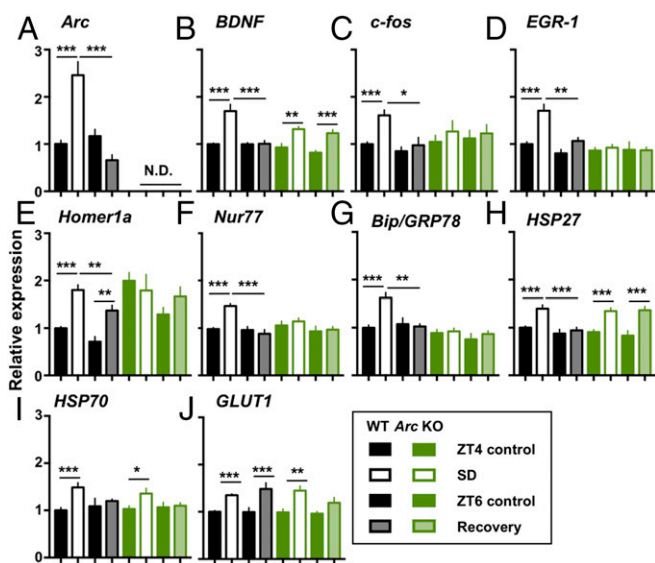 A Arc B BDNF C c-fos D EGR-1
3
2
1
0
*** *** *** *** ** *** *** * *** **
N.D.
E Homer1a F Nur77 G Bip/GRP78 H HSP27
Relative expression
3
2
1
0
*** ** ** *** *** *** ** *** *** *** ***
I HSP70 J GLUT1
3
2
1
0
*** * *** *** **
WT Arc KO
ZT4 control
SD
ZT6 control
Recovery